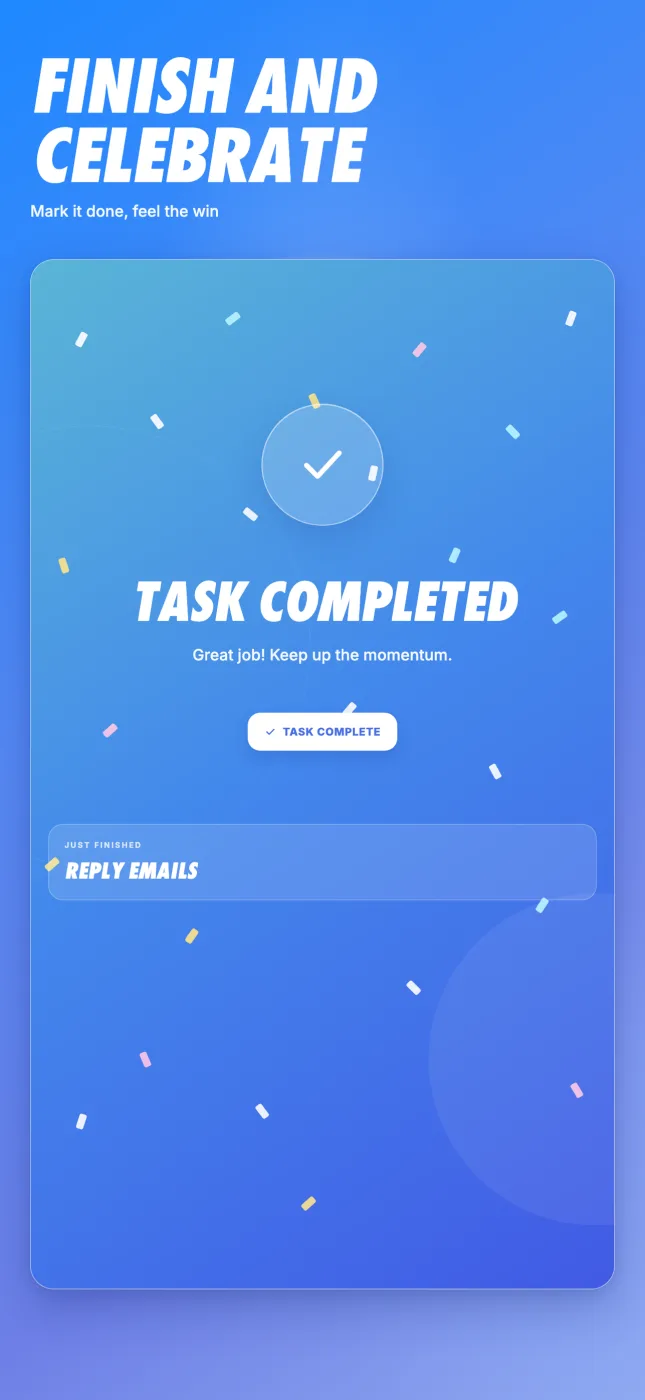 FINISH AND
CELEBRATE
Mark it done, feel the win
TASK COMPLETED
Great job! Keep up the momentum.
TASK COMPLETE
JUST FINISHED
REPLY EMAILS